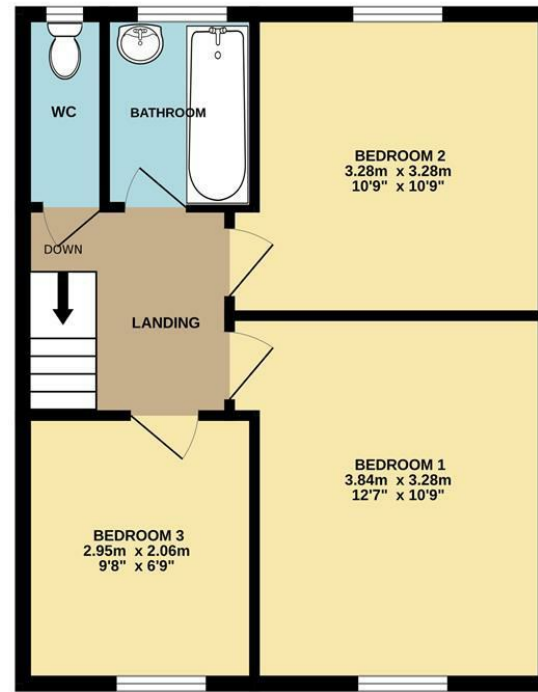 WC
BATHROOM
BEDROOM 2
3.28m x 3.28m
10'9" x 10'9"
DOWN
LANDING
BEDROOM 1
3.84m x 3.28m
12'7" x 10'9"
BEDROOM 3
2.95m x 2.06m
9'8" x 6'9"